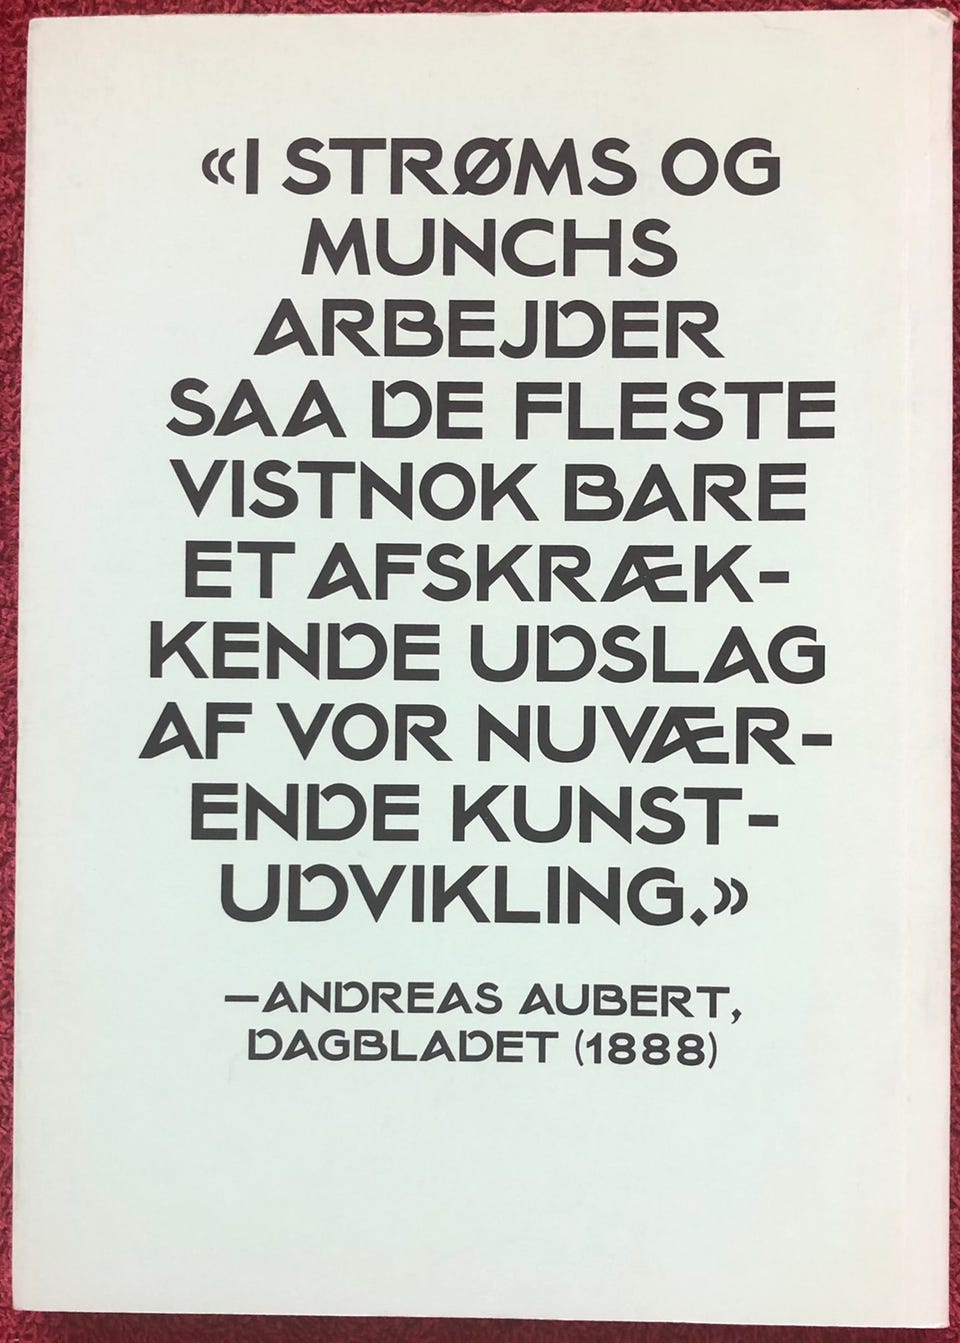 «I STRØMS OG
MUNCHS
ARBEJDER
SAA DE FLESTE
VISTNOK BARE
ET AFSKRÆK-
KENDE UDSLAG
AF VOR NUVÆR-
ENDE KUNST-
UDVIKLING.»
—ANDREAS AUBERT,
DAGBLADET (1888)